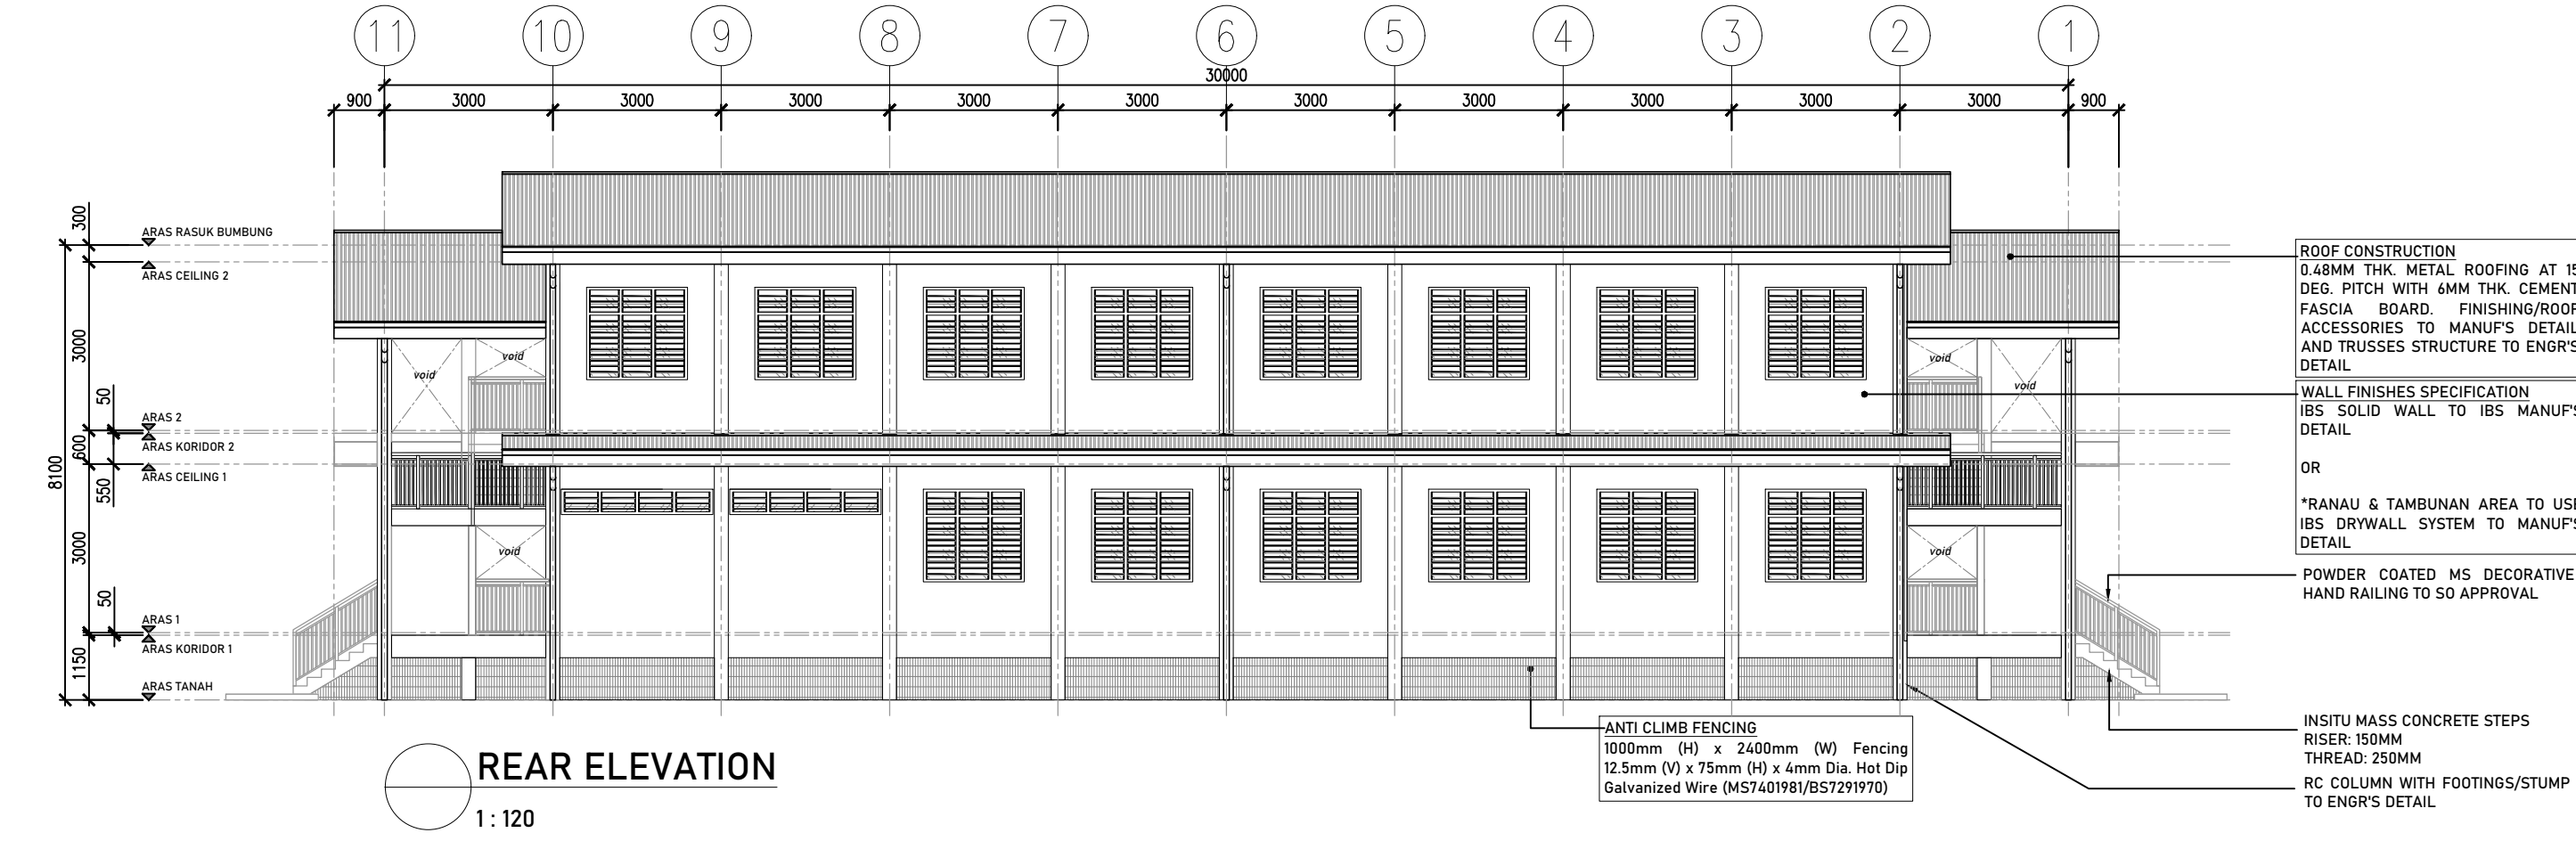 11 10 9 8 7 6 5 4 3 2 1
30000
900 3000 3000 3000 3000 3000 3000 3000 3000 3000 3000 900
300
3000
50
600
550
3000
50
1150
8100
ARAS RASUK BUMBUNG
ARAS CEILING 2
ARAS 2
ARAS KORIDOR 2
ARAS CEILING 1
ARAS 1
ARAS KORIDOR 1
ARAS TANAH
void
void
void
void
void
void
ROOF CONSTRUCTION
0.48MM THK. METAL ROOFING AT 15
DEG. PITCH WITH 6MM THK. CEMENT
FASCIA BOARD. FINISHING/ROOF
ACCESSORIES TO MANUF'S DETAIL
AND TRUSSES STRUCTURE TO ENGR'S
DETAIL
WALL FINISHES SPECIFICATION
IBS SOLID WALL TO IBS MANUF'S
DETAIL
OR
*RANAU & TAMBUNAN AREA TO USE
IBS DRYWALL SYSTEM TO MANUF'S
DETAIL
POWDER COATED MS DECORATIVE
HAND RAILING TO SO APPROVAL
INSITU MASS CONCRETE STEPS
RISER: 150MM
THREAD: 250MM
RC COLUMN WITH FOOTINGS/STUMP
TO ENGR'S DETAIL
ANTI CLIMB FENCING
1000mm (H) x 2400mm (W) Fencing
12.5mm (V) x 75mm (H) x 4mm Dia. Hot Dip
Galvanized Wire (MS7401981/BS7291970)
REAR ELEVATION
1 : 120